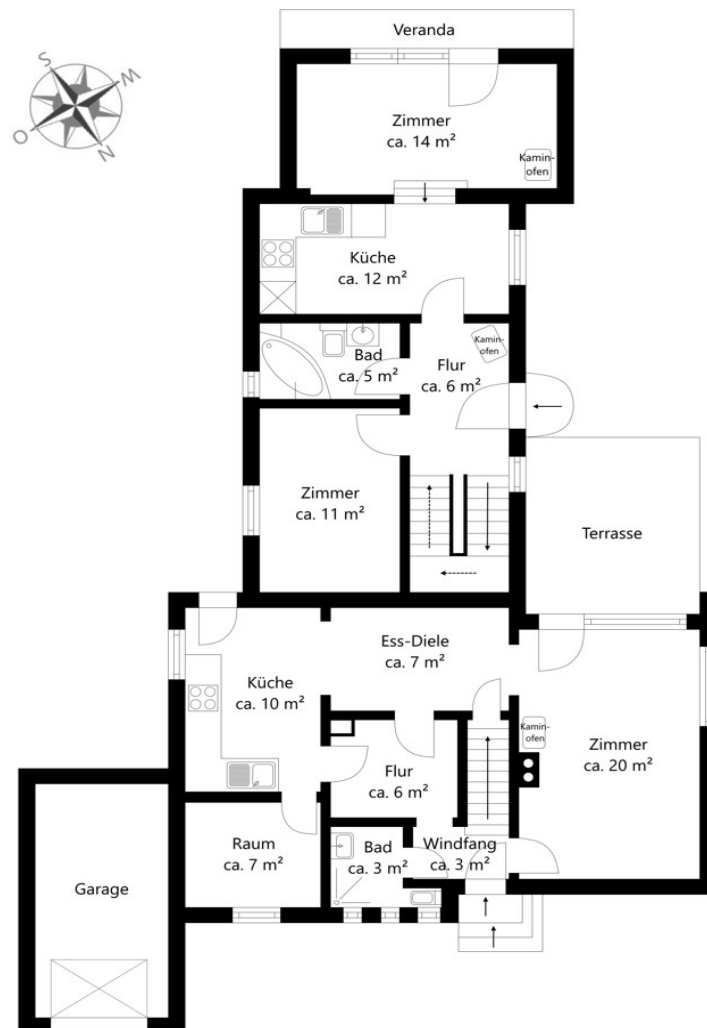 Veranda
S
W
O
N
Zimmer
ca. 14 m²
Kamin-
ofen
Küche
ca. 12 m²
Bad
ca. 5 m²
Flur
ca. 6 m²
Kamin-
ofen
Zimmer
ca. 11 m²
Terrasse
Ess-Diele
ca. 7 m²
Küche
ca. 10 m²
Kamin-
ofen
Zimmer
ca. 20 m²
Flur
ca. 6 m²
Raum
ca. 7 m²
Bad
ca. 3 m²
Windfang
ca. 3 m²
Garage